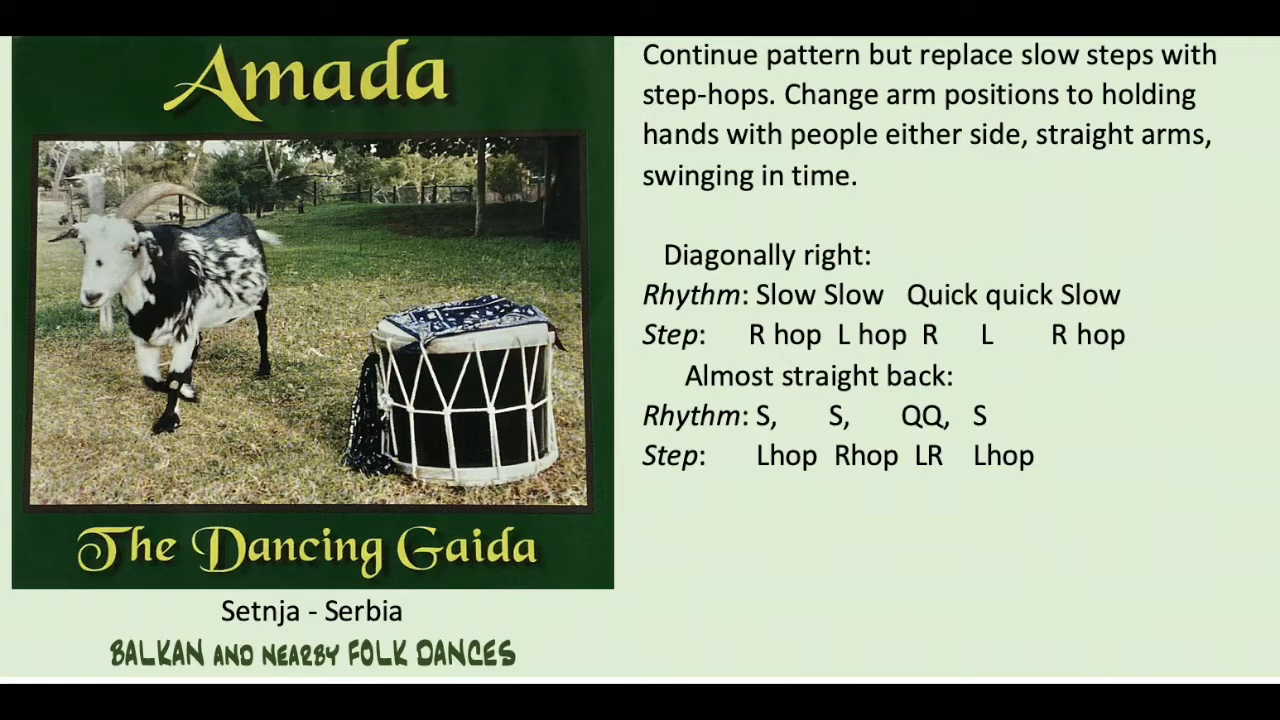 Amada
The Dancing Gaida
Setnja - Serbia
BALKAN AND NEARBY FOLK DANCES
Continue pattern but replace slow steps with
step-hops. Change arm positions to holding
hands with people either side, straight arms,
swinging in time.
Diagonally right:
Rhythm: Slow Slow Quick quick Slow
Step: R hop L hop R L R hop
Almost straight back:
Rhythm: S, S, QQ, S
Step: Lhop Rhop LR Lhop